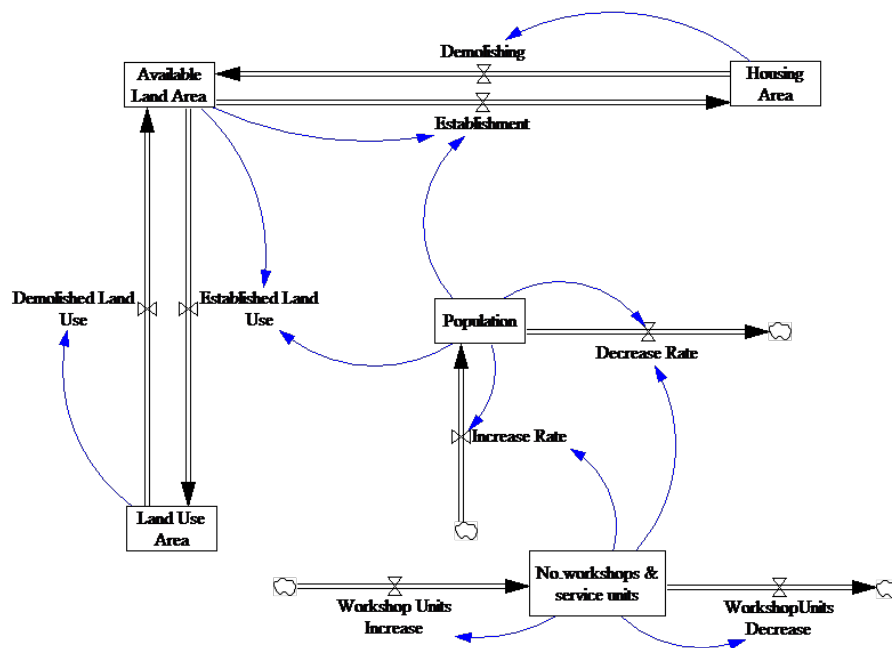 Demolishing
Available
Land Area
Housing
Area
Establishment
Demolished Land
Use
Established Land
Use
Population
Decrease Rate
Increase Rate
Land Use
Area
No.workshops &
service units
Workshop Units
Increase
WorkshopUnits
Decrease